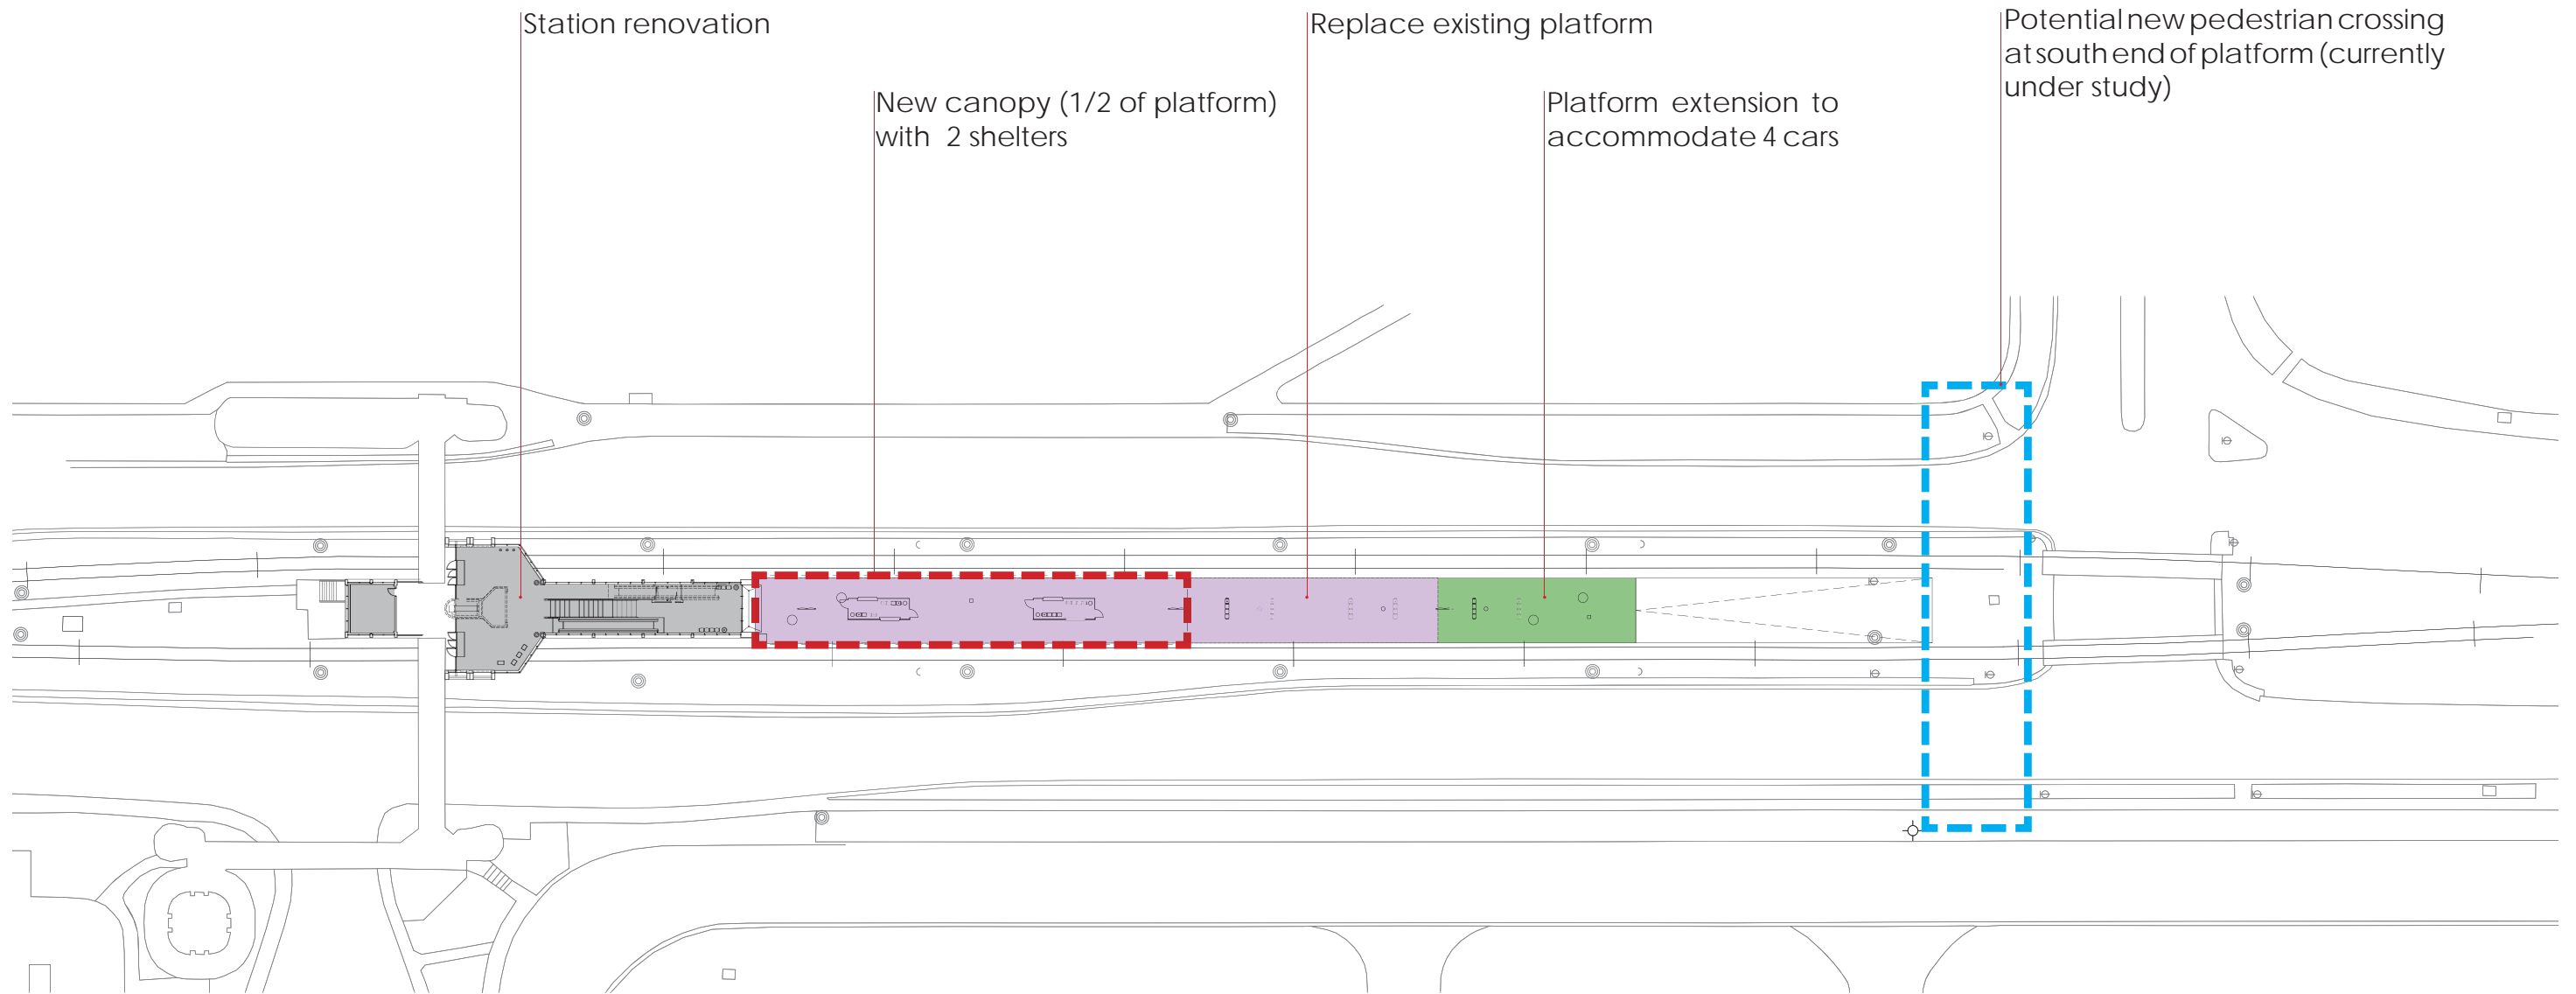 Station renovation
Replace existing platform
Potential new pedestrian crossing
at south end of platform (currently
under study)
New canopy (1/2 of platform)
with 2 shelters
Platform extension to
accommodate 4 cars